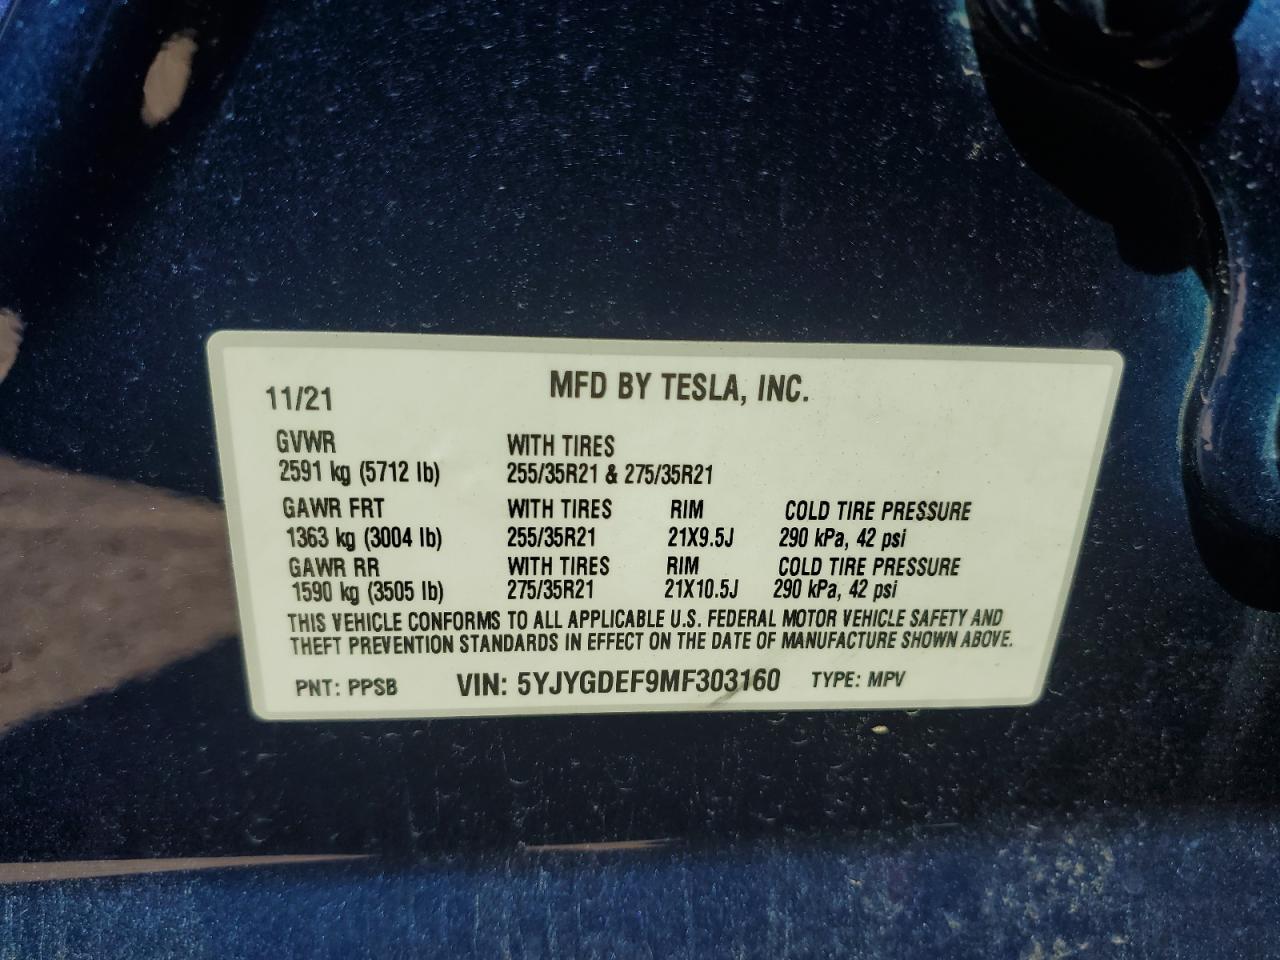 11/21 MFD BY TESLA, INC.
GVWR WITH TIRES
2591 kg (5712 lb) 255/35R21 & 275/35R21
GAWR FRT WITH TIRES RIM COLD TIRE PRESSURE
1363 kg (3004 lb) 255/35R21 21X9.5J 290 kPa, 42 psi
GAWR RR WITH TIRES RIM COLD TIRE PRESSURE
1590 kg (3505 lb) 275/35R21 21X10.5J 290 kPa, 42 psi
THIS VEHICLE CONFORMS TO ALL APPLICABLE U.S. FEDERAL MOTOR VEHICLE SAFETY AND
THEFT PREVENTION STANDARDS IN EFFECT ON THE DATE OF MANUFACTURE SHOWN ABOVE.
PNT: PPSB VIN: 5YJYGDEF9MF303160 TYPE: MPV